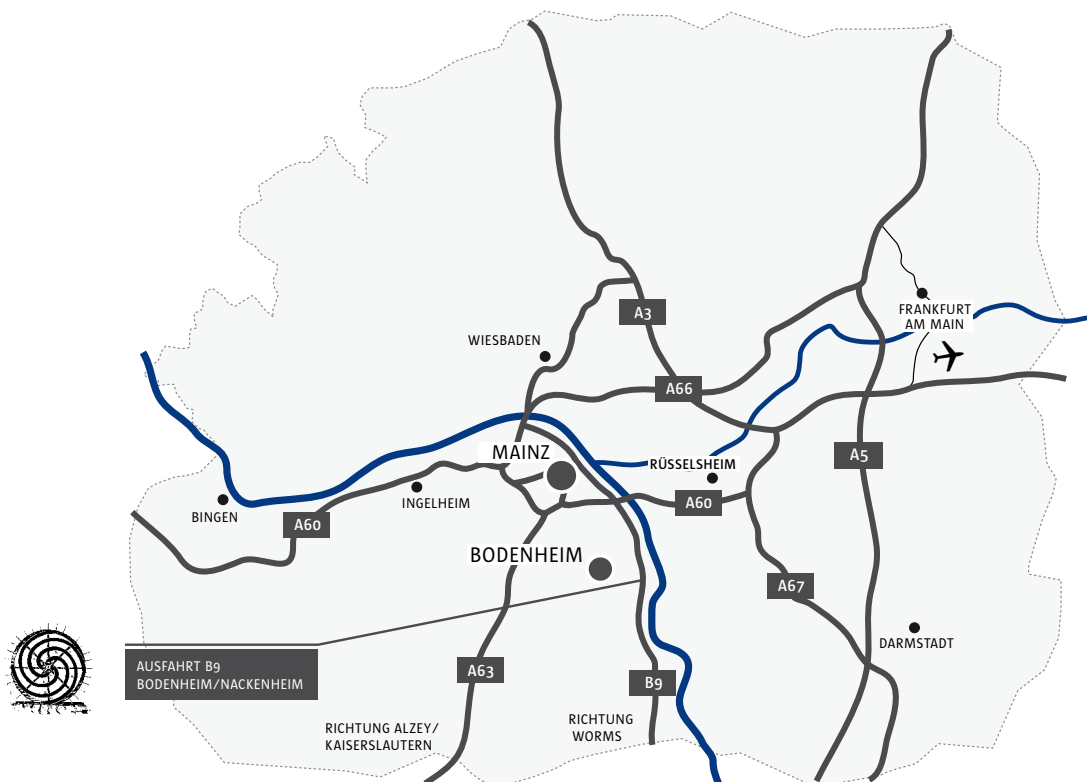 A3
FRANKFURT
AM MAIN
WIESBADEN
A66
MAINZ
A5
RÜSSELSHEIM
INGELHEIM
A60
BINGEN
A60
BODENHEIM
A67
DARMSTADT
AUSFAHRT B9
BODENHEIM/NACKENHEIM
A63
B9
RICHTUNG ALZEY/
KAISERSLAUTERN
RICHTUNG
WORMS